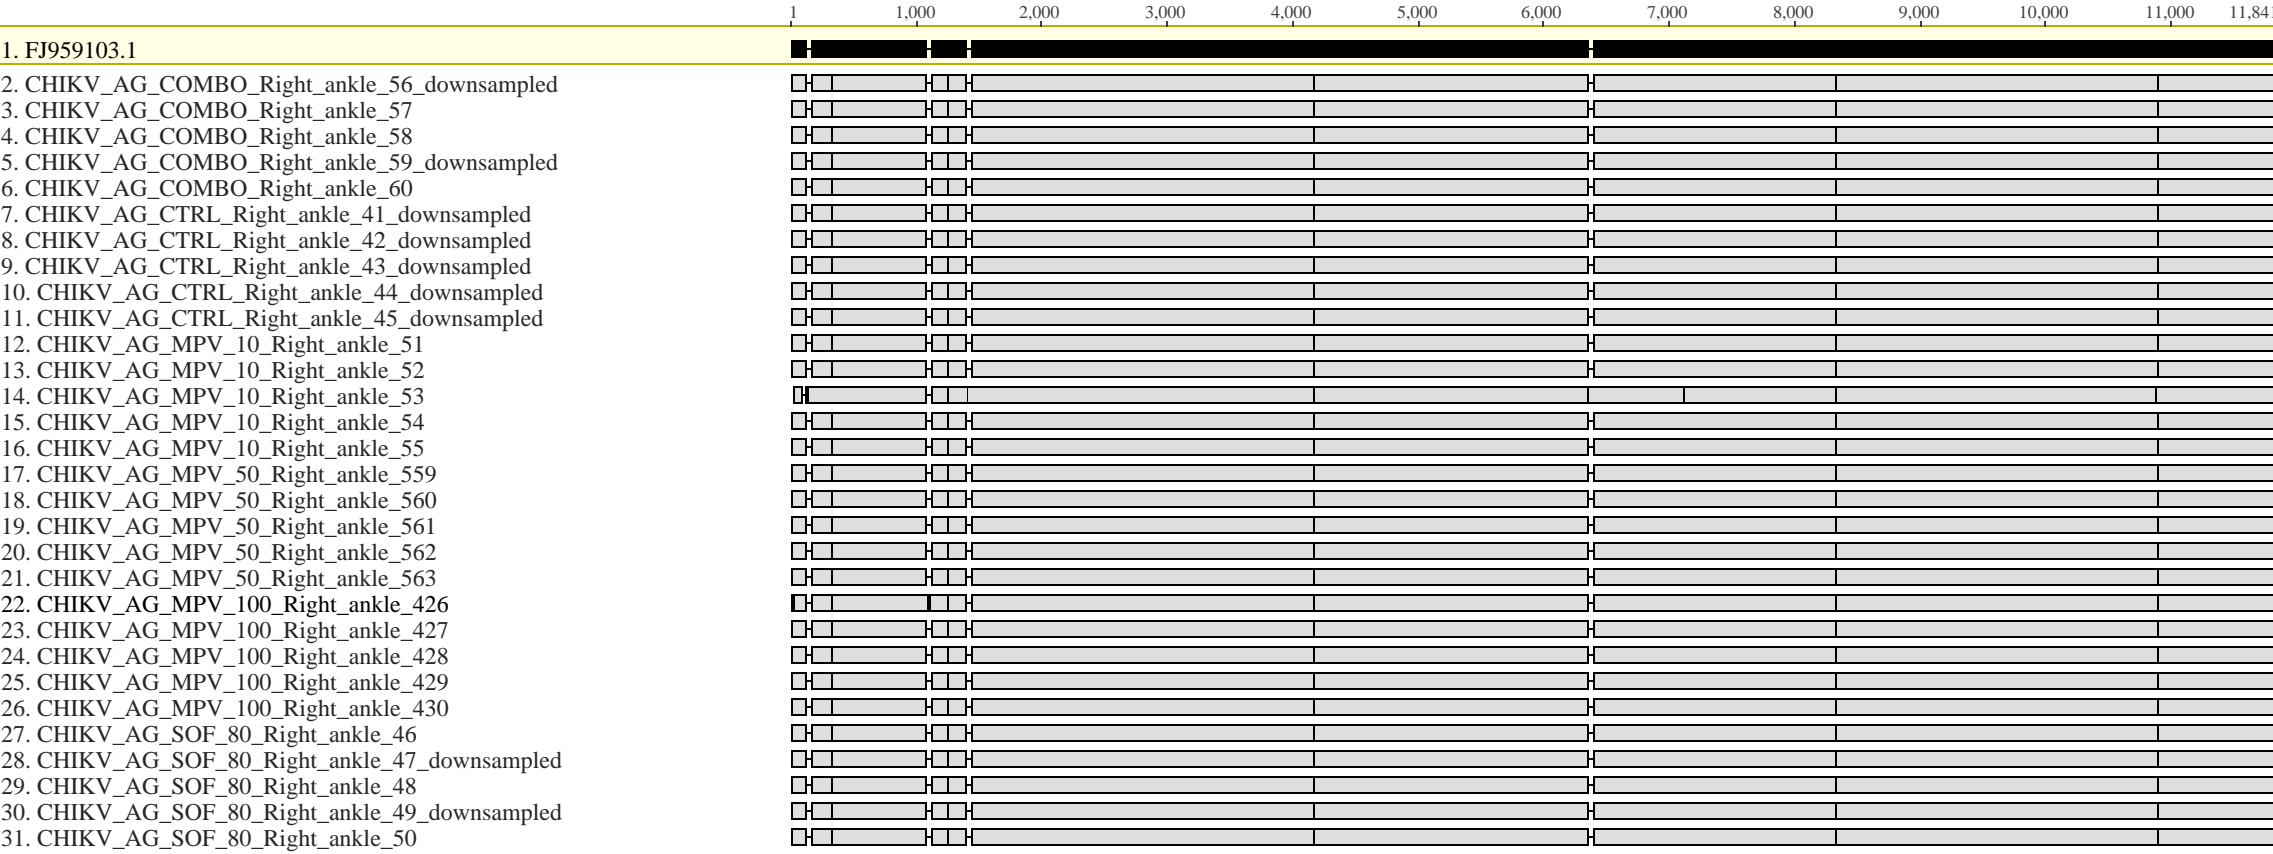 1 1,000 2,000 3,000 4,000 5,000 6,000 7,000 8,000 9,000 10,000 11,000 11,841
1. FJ959103.1
2. CHIKV_AG_COMBO_Right_ankle_56_downsampled
3. CHIKV_AG_COMBO_Right_ankle_57
4. CHIKV_AG_COMBO_Right_ankle_58
5. CHIKV_AG_COMBO_Right_ankle_59_downsampled
6. CHIKV_AG_COMBO_Right_ankle_60
7. CHIKV_AG_CTRL_Right_ankle_41_downsampled
8. CHIKV_AG_CTRL_Right_ankle_42_downsampled
9. CHIKV_AG_CTRL_Right_ankle_43_downsampled
10. CHIKV_AG_CTRL_Right_ankle_44_downsampled
11. CHIKV_AG_CTRL_Right_ankle_45_downsampled
12. CHIKV_AG_MPV_10_Right_ankle_51
13. CHIKV_AG_MPV_10_Right_ankle_52
14. CHIKV_AG_MPV_10_Right_ankle_53
15. CHIKV_AG_MPV_10_Right_ankle_54
16. CHIKV_AG_MPV_10_Right_ankle_55
17. CHIKV_AG_MPV_50_Right_ankle_559
18. CHIKV_AG_MPV_50_Right_ankle_560
19. CHIKV_AG_MPV_50_Right_ankle_561
20. CHIKV_AG_MPV_50_Right_ankle_562
21. CHIKV_AG_MPV_50_Right_ankle_563
22. CHIKV_AG_MPV_100_Right_ankle_426
23. CHIKV_AG_MPV_100_Right_ankle_427
24. CHIKV_AG_MPV_100_Right_ankle_428
25. CHIKV_AG_MPV_100_Right_ankle_429
26. CHIKV_AG_MPV_100_Right_ankle_430
27. CHIKV_AG_SOF_80_Right_ankle_46
28. CHIKV_AG_SOF_80_Right_ankle_47_downsampled
29. CHIKV_AG_SOF_80_Right_ankle_48
30. CHIKV_AG_SOF_80_Right_ankle_49_downsampled
31. CHIKV_AG_SOF_80_Right_ankle_50